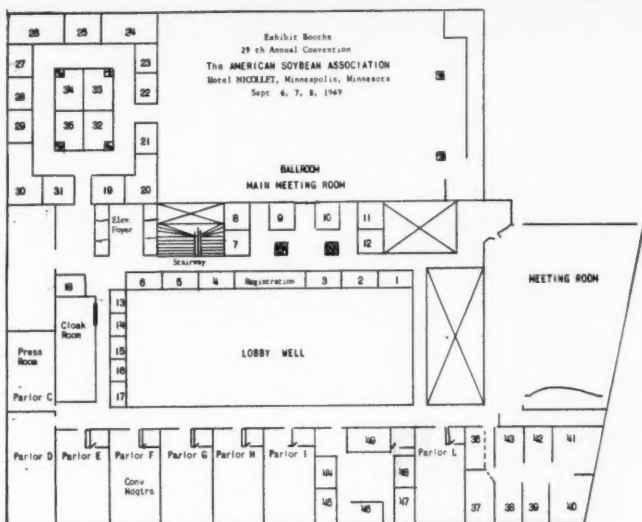 Exhibit Booths
29 th Annual Convention
The AMERICAN SOYBEAN ASSOCIATION
Hotel NICOLLET, Minneapolis, Minnesota
Sept 6, 7, 8, 1949
26 25 24
27 23
28 34 33 22
29 35 32 21
30 31 19 20
BALLROOM
MAIN MEETING ROOM
Elev.
Foyer
8 9 10 11
7 12
Stairway
18
6 5 4 Registration 3 2 1
MEETING ROOM
Cloak
Room
13
14
15
16
17
LOBBY WELL
Press
Room
Parlor C
Parlor D Parlor E Parlor F Parlor G Parlor H Parlor I
Conv
Hdqtrs
49
Parlor L
36 43 42 41
44 48
45 46 47
37 38 39 40